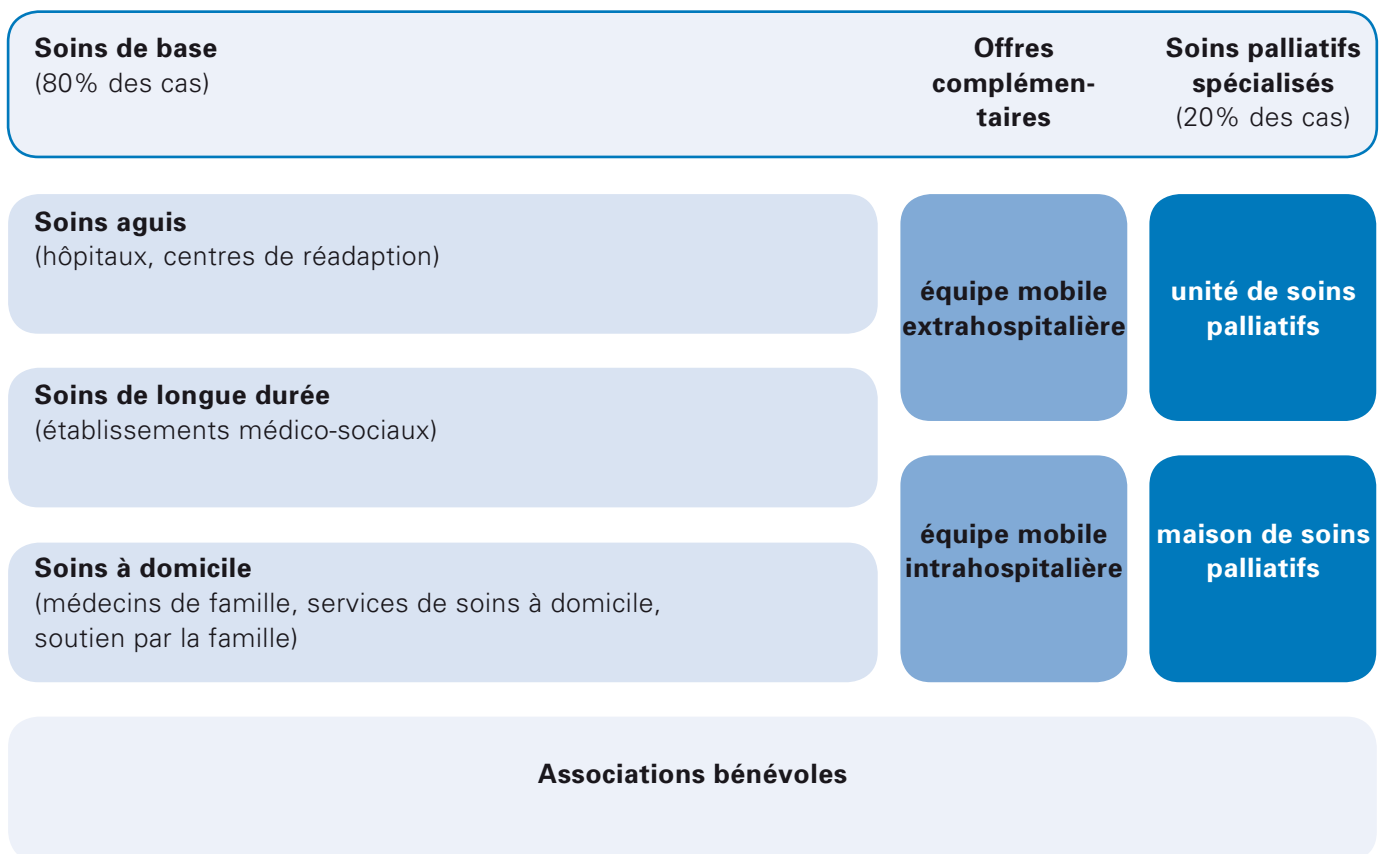 Soins de base
(80% des cas)
Offres
complémen-
taires
Soins palliatifs
spécialisés
(20% des cas)
Soins aguis
(hôpitaux, centres de réadaption)
Soins de longue durée
(établissements médico-sociaux)
Soins à domicile
(médecins de famille, services de soins à domicile,
soutien par la famille)
équipe mobile
extrahospitalière
équipe mobile
intrahospitalière
unité de soins
palliatifs
maison de soins
palliatifs
Associations bénévoles